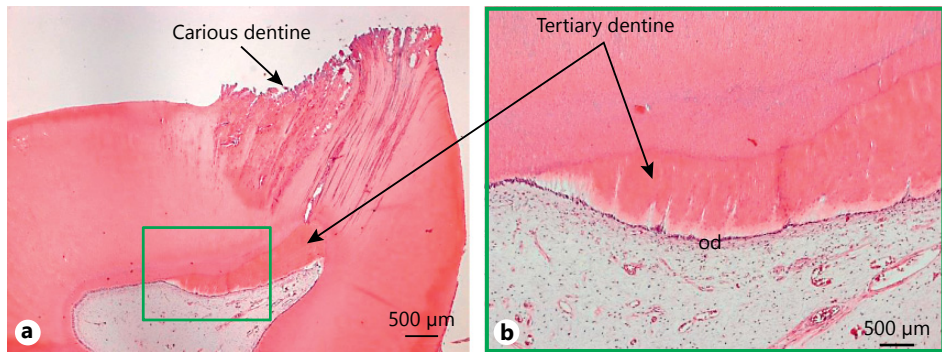 Carious dentine
Tertiary dentine
od
500 µm
500 µm
a
b